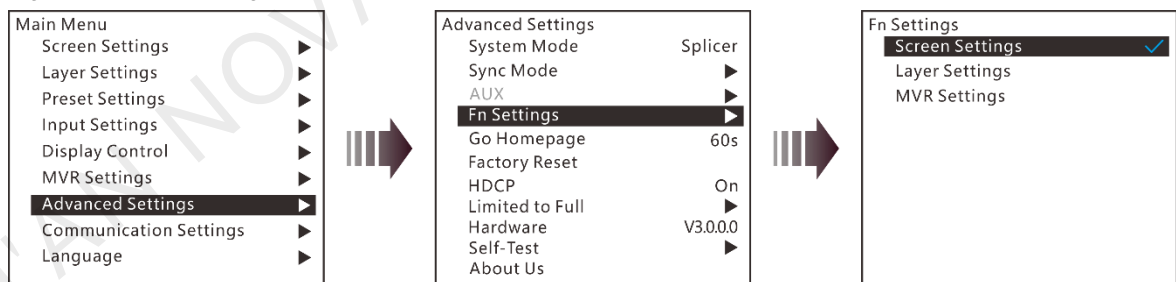 Main Menu
Screen Settings
Layer Settings
Preset Settings
Input Settings
Display Control
MVR Settings
Advanced Settings
Communication Settings
Language
Advanced Settings
System Mode Splicer
Sync Mode
AUX
Fn Settings
Go Homepage 60s
Factory Reset
HDCP On
Limited to Full
Hardware V3.0.0.0
Self-Test
About Us
Fn Settings
Screen Settings
Layer Settings
MVR Settings